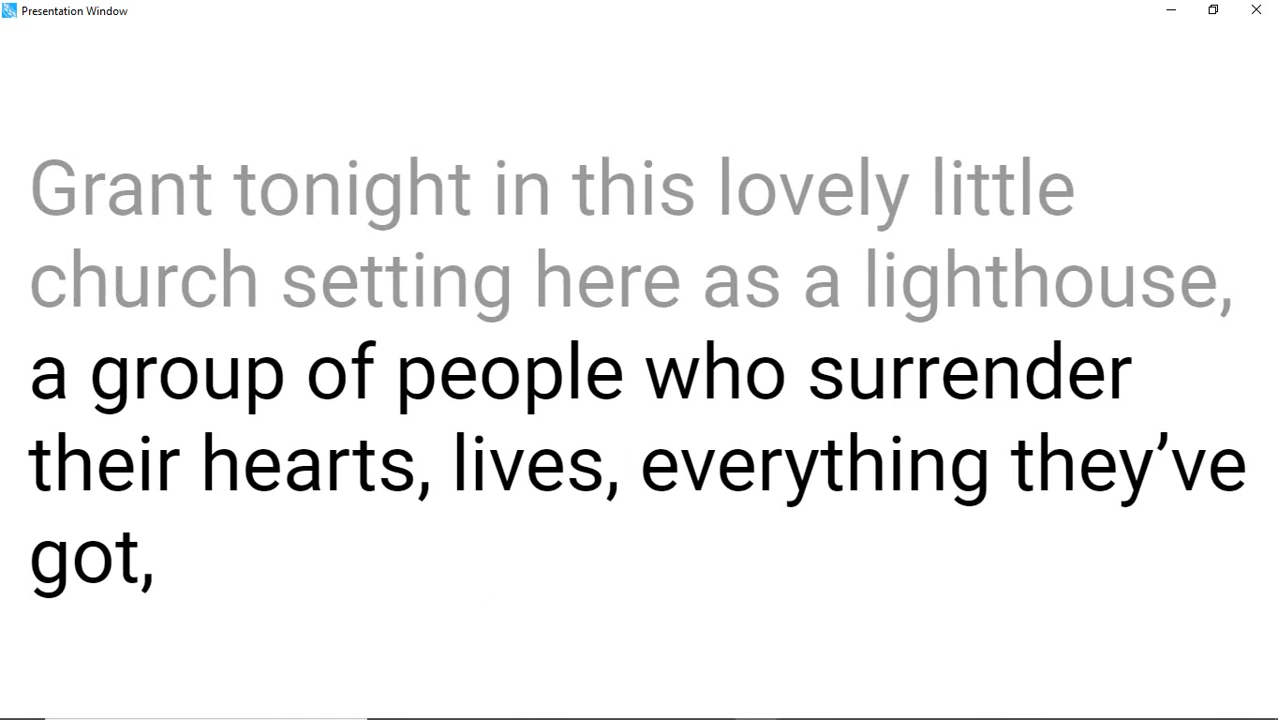 Presentation Window
Grant tonight in this lovely little
church setting here as a lighthouse,
a group of people who surrender
their hearts, lives, everything they’ve
got,